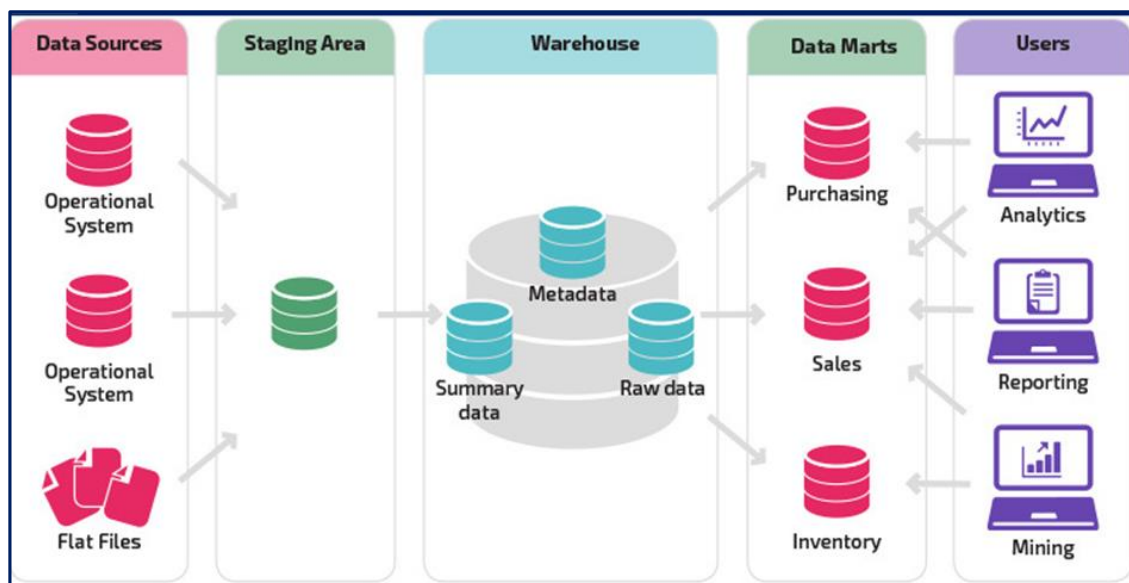 Data Sources
Staging Area
Warehouse
Data Marts
Users
Operational
System
Operational
System
Flat Files
Metadata
Summary
data
Raw data
Purchasing
Sales
Inventory
Analytics
Reporting
Mining